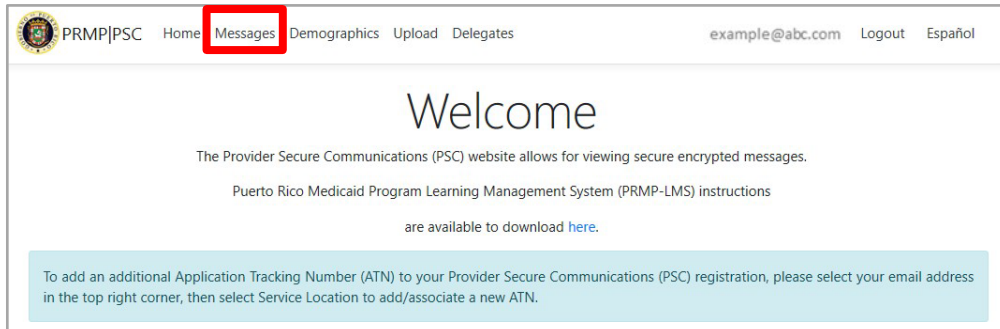 PRMP|PSC Home Messages Demographics Upload Delegates example@abc.com Logout Español
Welcome
The Provider Secure Communications (PSC) website allows for viewing secure encrypted messages.
Puerto Rico Medicaid Program Learning Management System (PRMP-LMS) instructions
are available to download here.
To add an additional Application Tracking Number (ATN) to your Provider Secure Communications (PSC) registration, please select your email address
in the top right corner, then select Service Location to add/associate a new ATN.